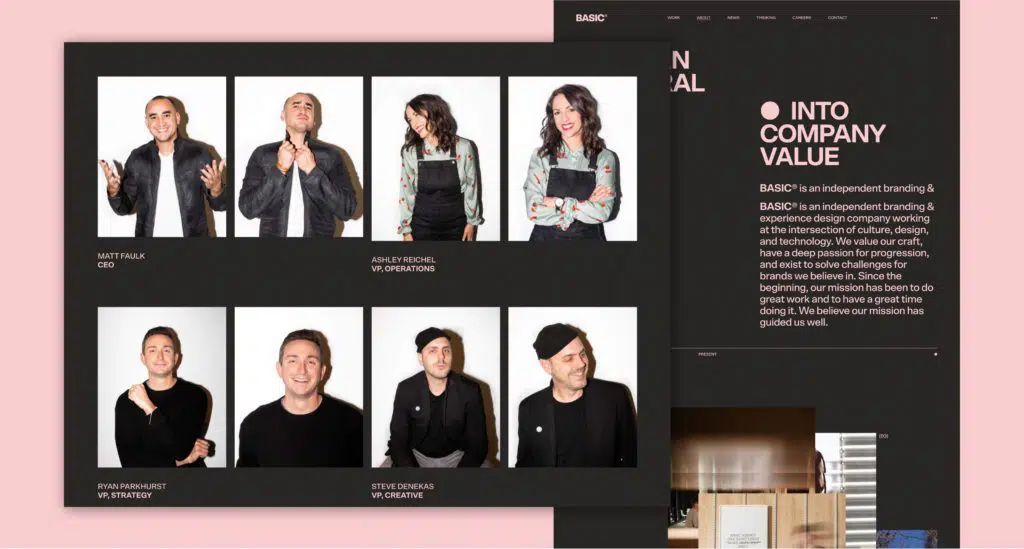 BASIC®
WORK ABOUT NEWS THINKING CAREERS CONTACT
INTO
COMPANY
VALUE
BASIC® is an independent branding &
BASIC® is an independent branding &
experience design company working
at the intersection of culture, design,
and technology. We value our craft,
have a deep passion for progression,
and exist to solve challenges for
brands we believe in. Since the
beginning, our mission has been to do
great work and to have a great time
doing it. We believe our mission has
guided us well.
PRESENT
MATT FAULK
CEO
ASHLEY REICHEL
VP, OPERATIONS
RYAN PARKHURST
VP, STRATEGY
STEVE DENEKAS
VP, CREATIVE